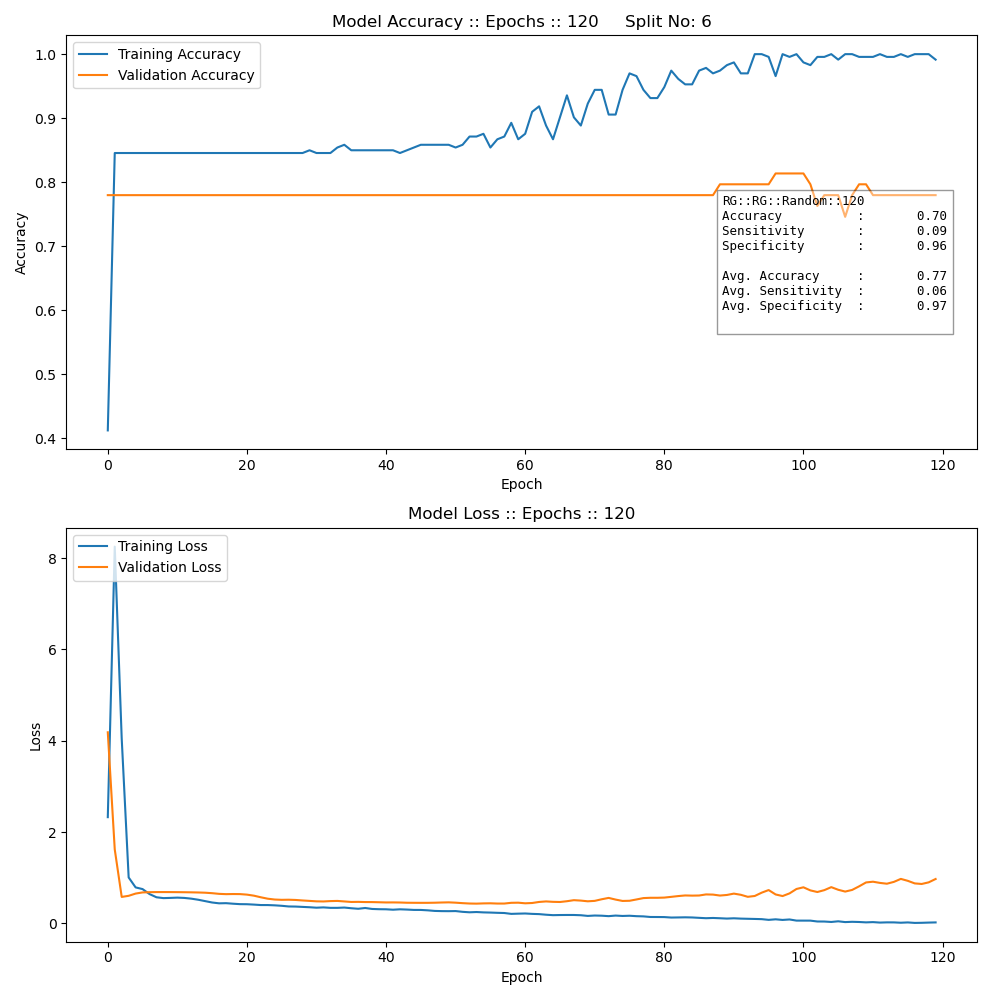 Model Accuracy :: Epochs :: 120     Split No: 6
Training Accuracy
Validation Accuracy
1.0
0.9
0.8
0.7
0.6
0.5
0.4
Accuracy
RG::RG::Random::120
Accuracy          :       0.70
Sensitivity       :       0.09
Specificity       :       0.96
Avg. Accuracy     :       0.77
Avg. Sensitivity  :       0.06
Avg. Specificity  :       0.97
0 20 40 60 80 100 120
Epoch
Model Loss :: Epochs :: 120
Training Loss
Validation Loss
8
6
4
2
0
Loss
0 20 40 60 80 100 120
Epoch